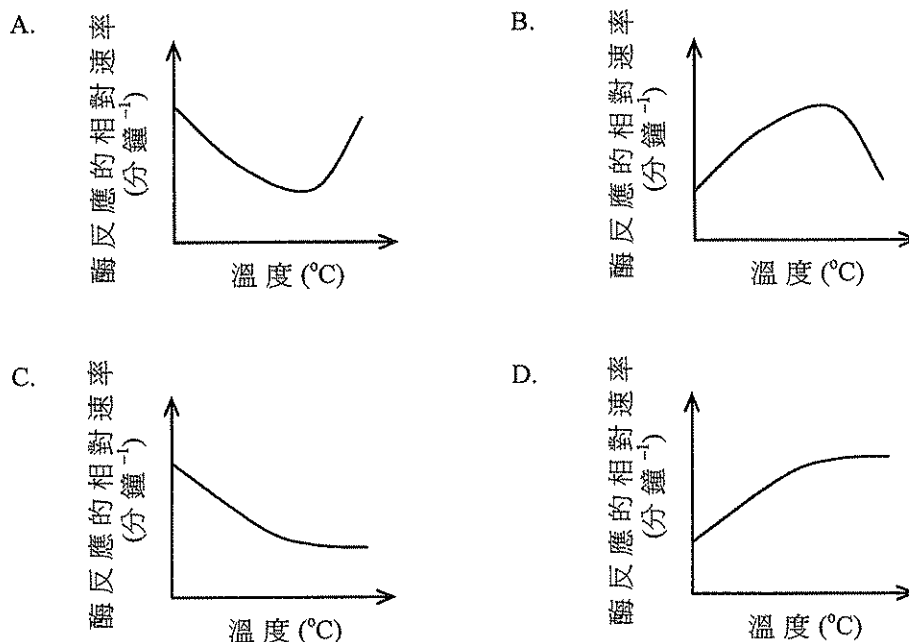 A.
酶反應的相對速率
(分鐘⁻¹)
溫度 (°C)
B.
酶反應的相對速率
(分鐘⁻¹)
溫度 (°C)
C.
酶反應的相對速率
(分鐘⁻¹)
溫度 (°C)
D.
酶反應的相對速率
(分鐘⁻¹)
溫度 (°C)